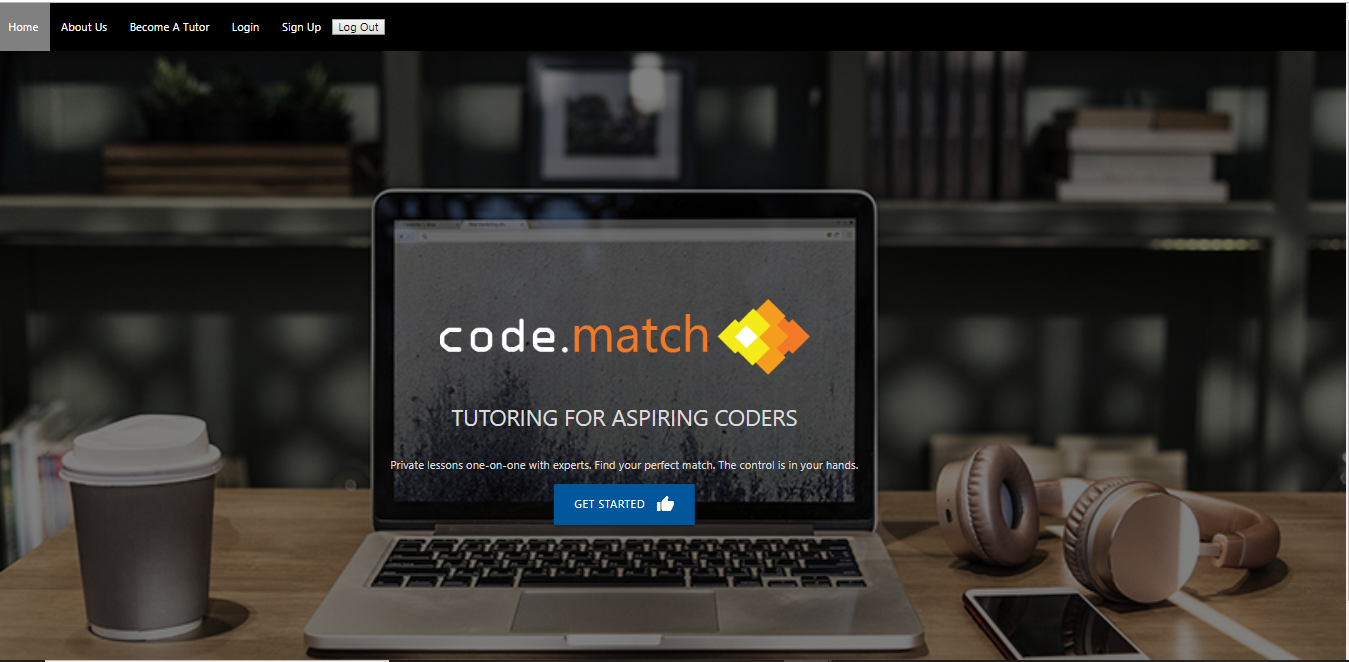 Home About Us Become A Tutor Login Sign Up Log Out
code.match
TUTORING FOR ASPIRING CODERS
Private lessons one-on-one with experts. Find your perfect match. The control is in your hands.
GET STARTED